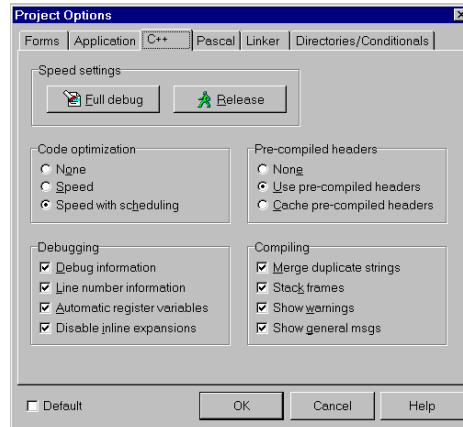 Project Options
Forms Application C++ Pascal Linker Directories/Conditionals
Speed settings
Full debug Release
Code optimization
None
Speed
Speed with scheduling
Pre-compiled headers
None
Use pre-compiled headers
Cache pre-compiled headers
Debugging
Debug information
Line number information
Automatic register variables
Disable inline expansions
Compiling
Merge duplicate strings
Stack frames
Show warnings
Show general msgs
Default OK Cancel Help